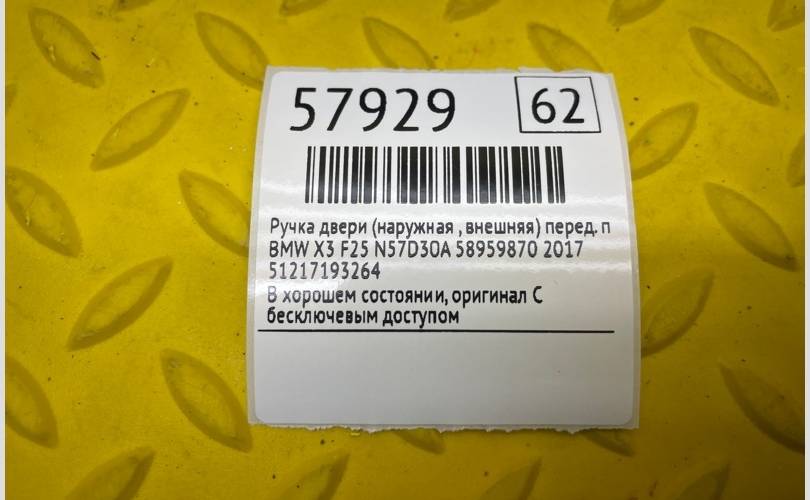 57929
62
Ручка двери (наружная , внешняя) перед. п
BMW X3 F25 N57D30A 58959870 2017
51217193264
В хорошем состоянии, оригинал С
бесключевым доступом